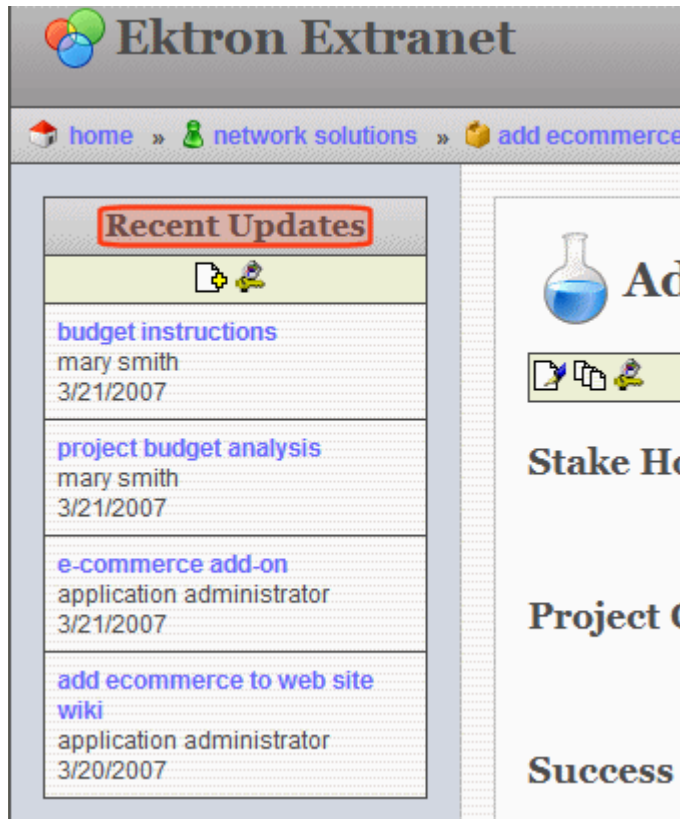 Ektron Extranet
home » network solutions » add ecommerce
Recent Updates
budget instructions
mary smith
3/21/2007
project budget analysis
mary smith
3/21/2007
e-commerce add-on
application administrator
3/21/2007
add ecommerce to web site
wiki
application administrator
3/20/2007
Ad
Stake Ho
Project
Success